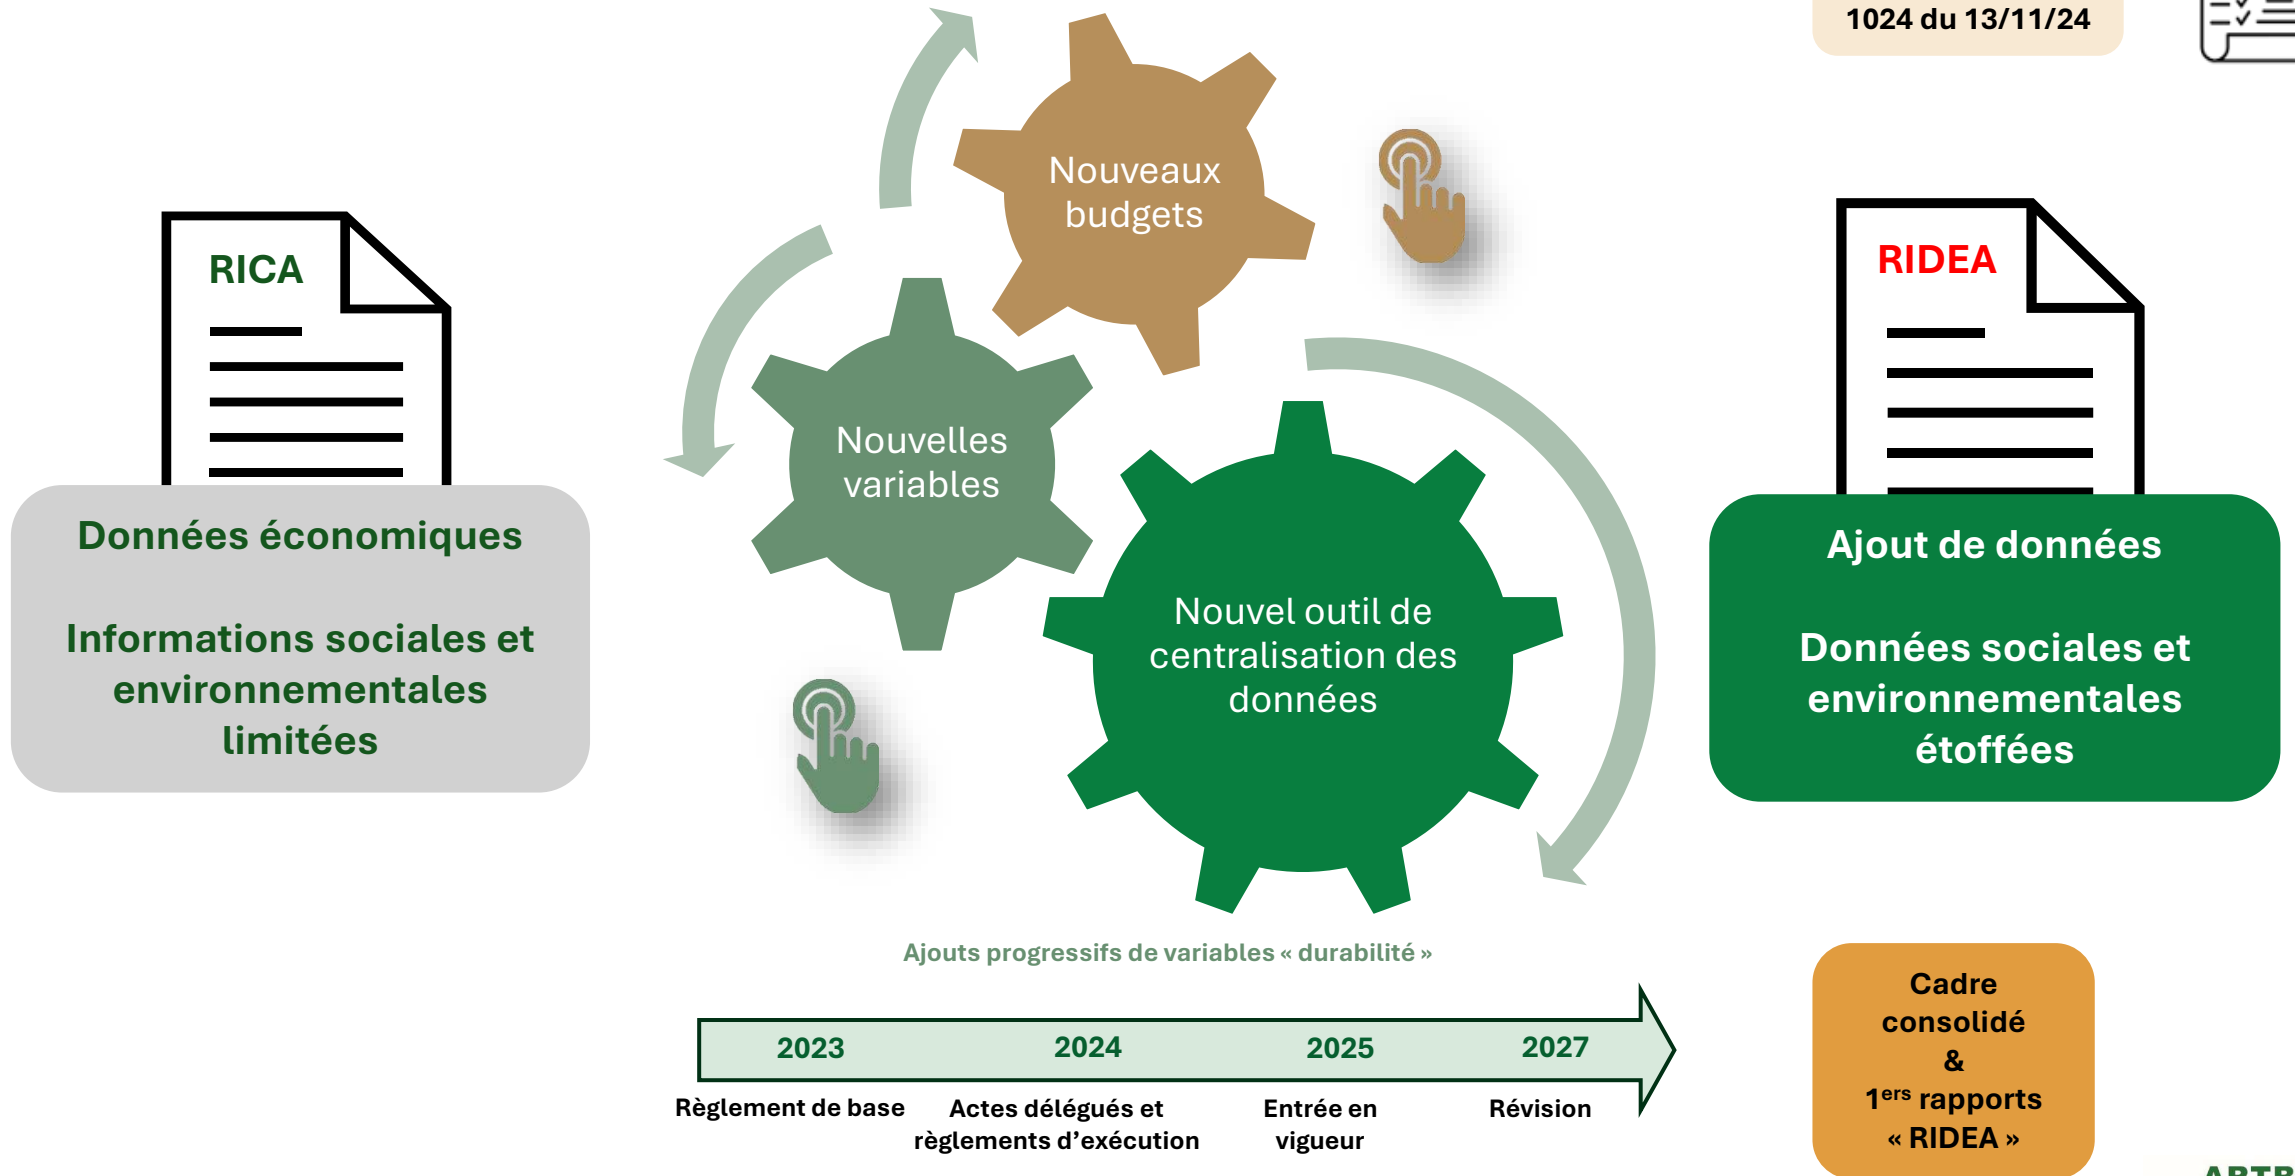 1024 du 13/11/24
Nouveaux
budgets
RICA
RIDEA
Nouvelles
variables
Données économiques
Informations sociales et
environnementales
limitées
Nouvel outil de
centralisation des
données
Ajout de données
Données sociales et
environnementales
étoffées
Ajouts progressifs de variables « durabilité »
2023
2024
2025
2027
Règlement de base
Actes délégués et
règlements d’exécution
Entrée en
vigueur
Révision
Cadre
consolidé
&
1ers rapports
« RIDEA »